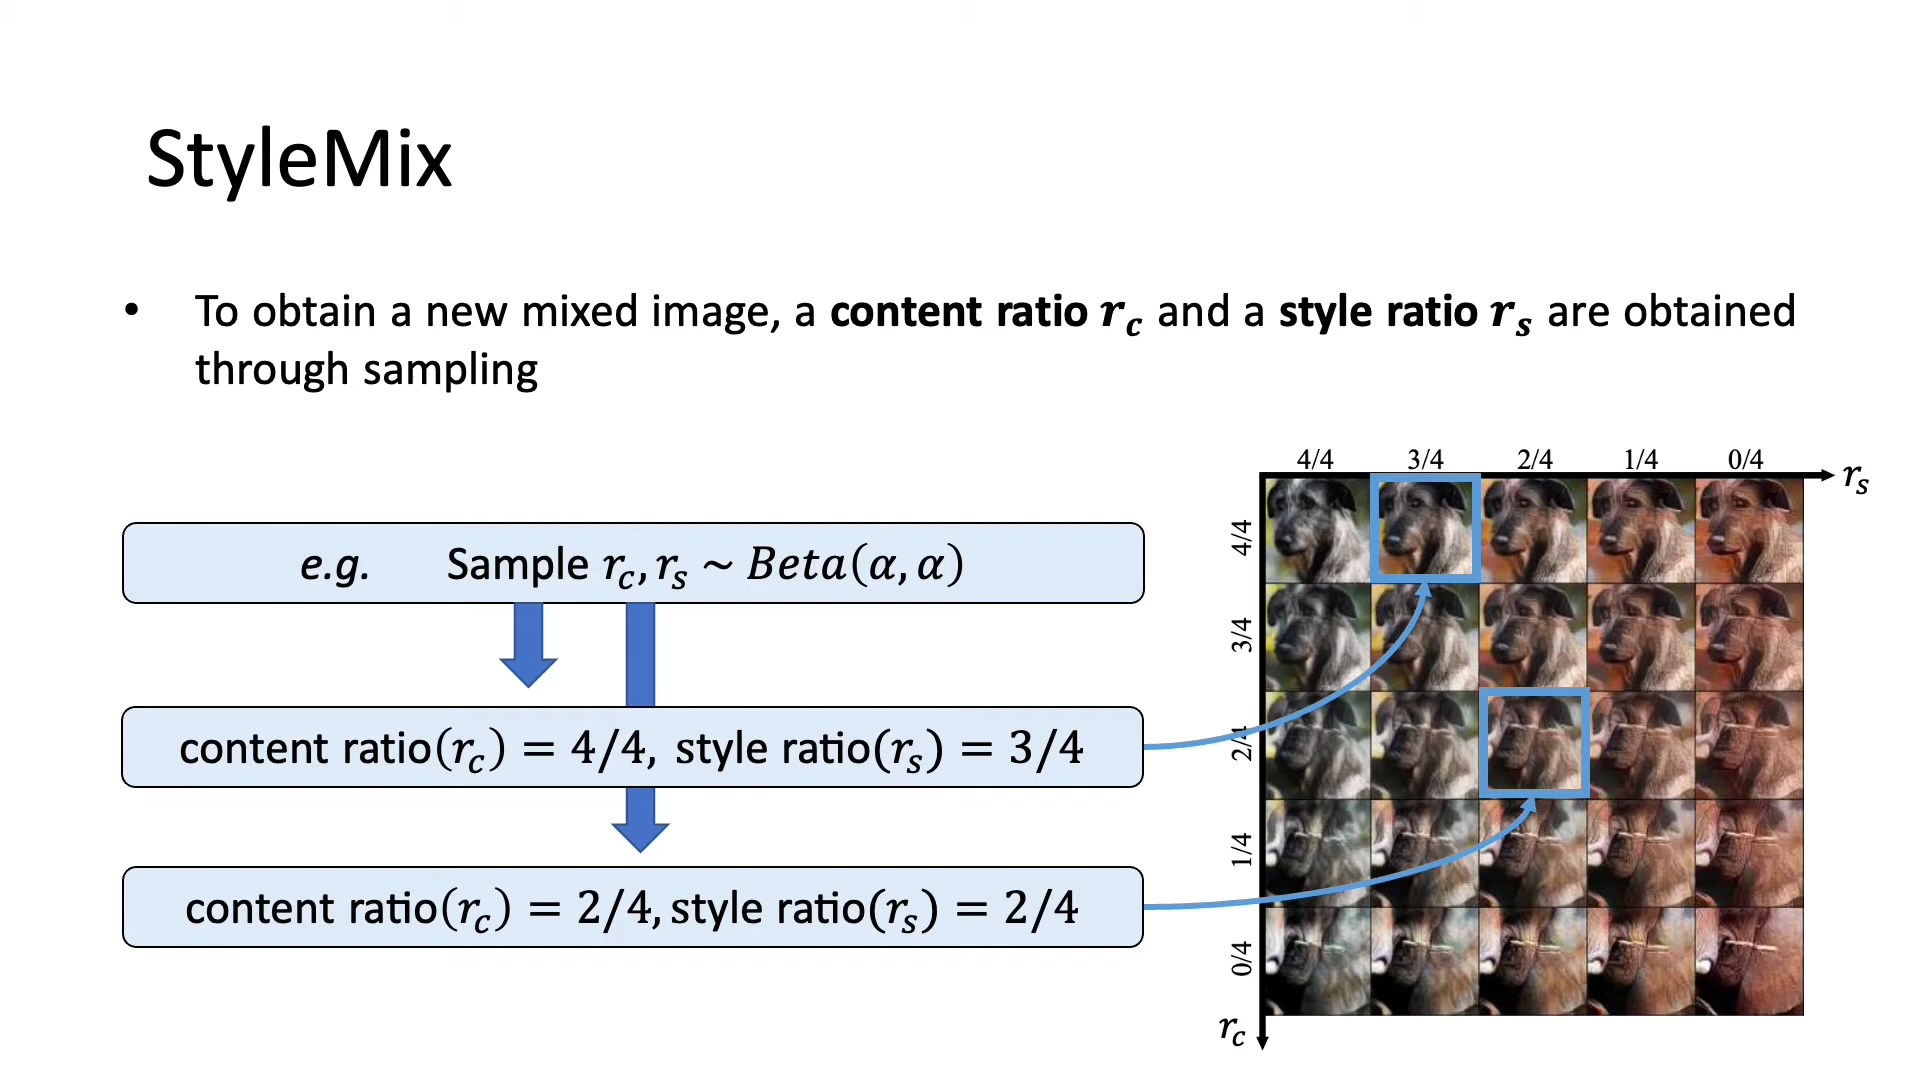 StyleMix
• To obtain a new mixed image, a content ratio r_c and a style ratio r_s are obtained
through sampling
e.g. Sample r_c, r_s ~ Beta(α, α)
content ratio(r_c) = 4/4, style ratio(r_s) = 3/4
content ratio(r_c) = 2/4, style ratio(r_s) = 2/4
4/4 3/4 2/4 1/4 0/4
r_s
4/4
3/4
2/4
1/4
0/4
r_c